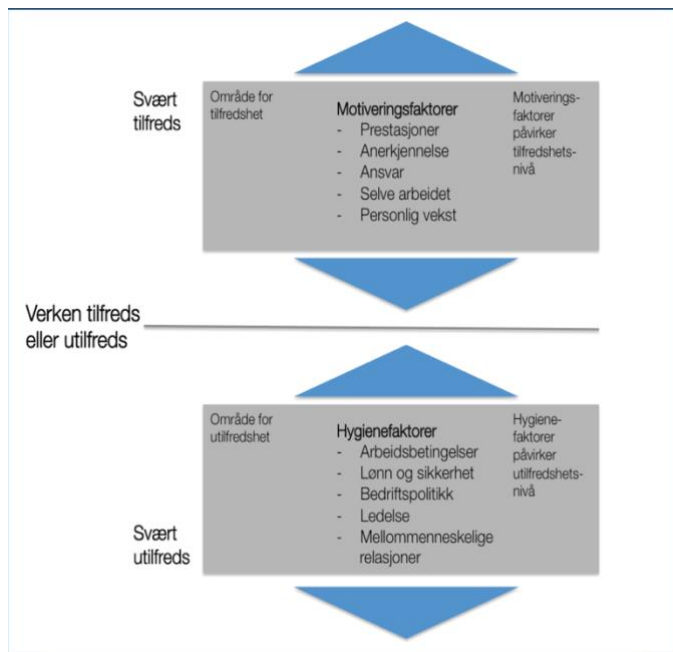 Svært
tilfreds
Område for
tilfredshet
Motiveringsfaktorer
- Prestasjoner
- Anerkjennelse
- Ansvar
- Selve arbeidet
- Personlig vekst
Motiverings-
faktorer
påvirker
tilfredshets-
nivå
Verken tilfreds
eller utilfreds
Område for
utilfredshet
Hygienefaktorer
- Arbeidsbetingelser
- Lønn og sikkerhet
- Bedriftspolitikk
- Ledelse
- Mellommenneskelige
relasjoner
Hygiene-
faktorer
påvirker
utilfredshets-
nivå
Svært
utilfreds